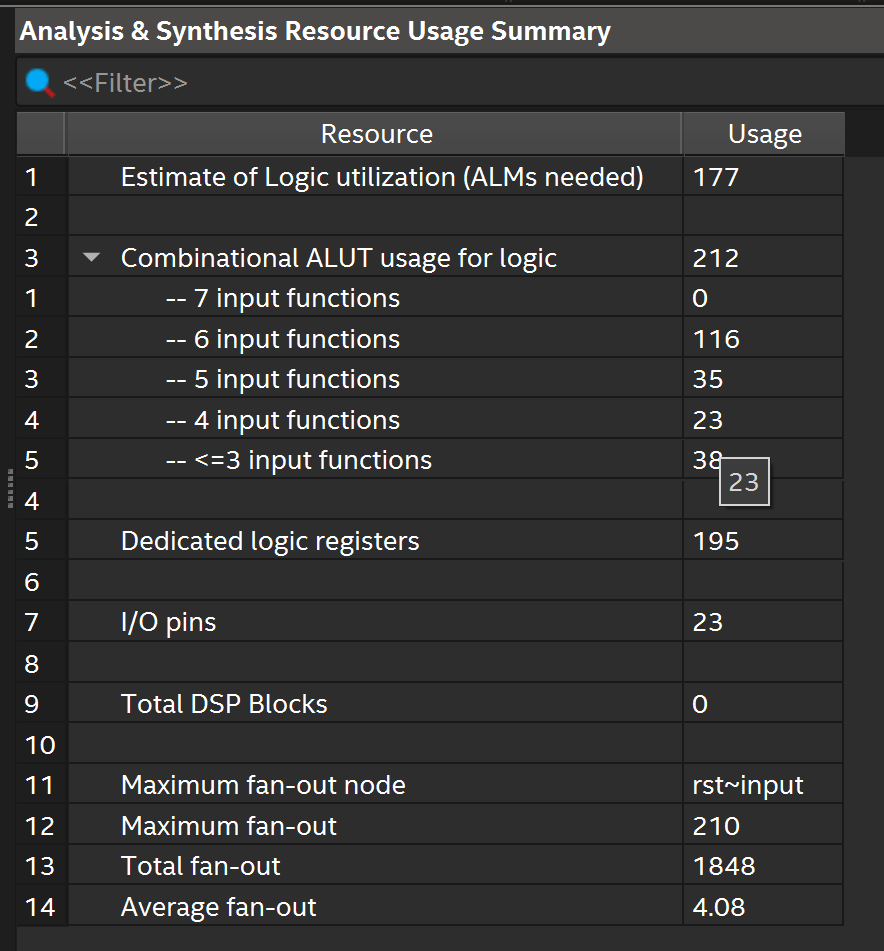 Analysis & Synthesis Resource Usage Summary
<<Filter>>
Resource Usage
1 Estimate of Logic utilization (ALMs needed) 177
2
3 Combinational ALUT usage for logic 212
1 -- 7 input functions 0
2 -- 6 input functions 116
3 -- 5 input functions 35
4 -- 4 input functions 23
5 -- <=3 input functions 38
23
4
5 Dedicated logic registers 195
6
7 I/O pins 23
8
9 Total DSP Blocks 0
10
11 Maximum fan-out node rst~input
12 Maximum fan-out 210
13 Total fan-out 1848
14 Average fan-out 4.08